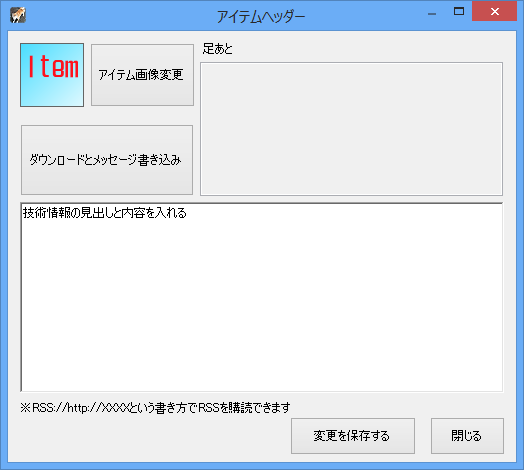 アイテムヘッダー
Item
アイテム画像変更
足あと
ダウンロードとメッセージ書き込み
技術情報の見出しと内容を入れる
※RSS://http://XXXXという書き方でRSSを購読できます
変更を保存する
閉じる